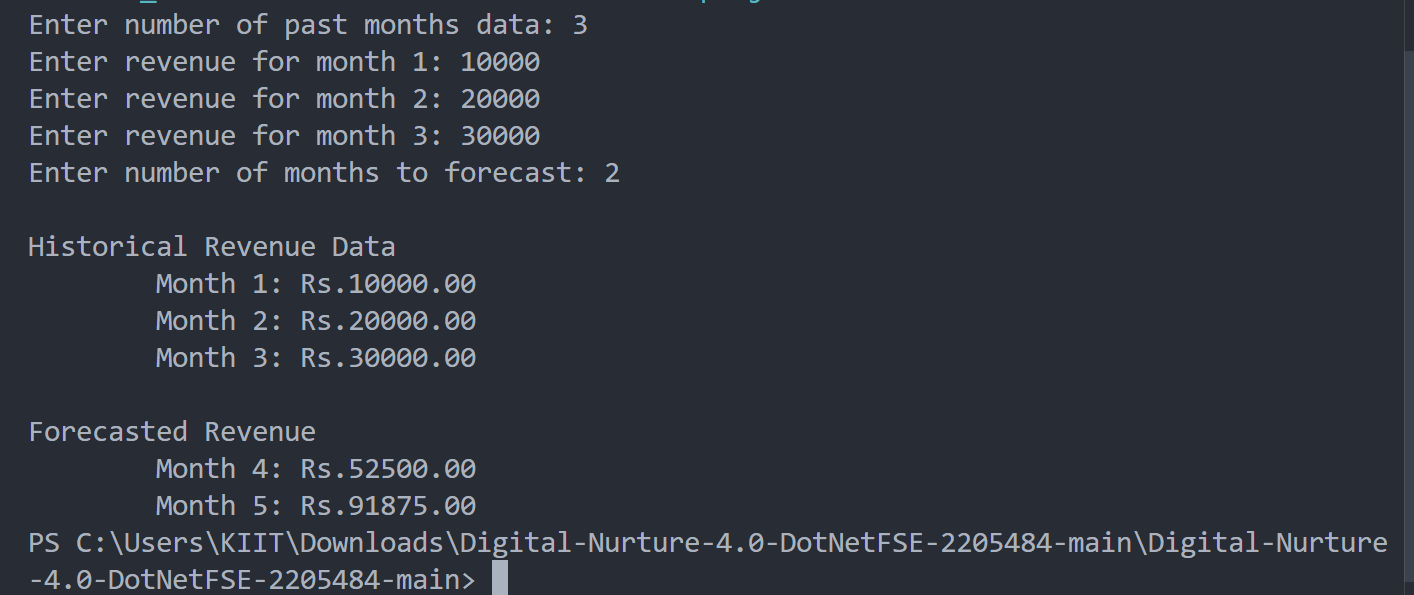 Enter number of past months data: 3
Enter revenue for month 1: 10000
Enter revenue for month 2: 20000
Enter revenue for month 3: 30000
Enter number of months to forecast: 2
Historical Revenue Data
Month 1: Rs.10000.00
Month 2: Rs.20000.00
Month 3: Rs.30000.00
Forecasted Revenue
Month 4: Rs.52500.00
Month 5: Rs.91875.00
PS C:\Users\KIIT\Downloads\Digital-Nurture-4.0-DotNetFSE-2205484-main\Digital-Nurture
-4.0-DotNetFSE-2205484-main>